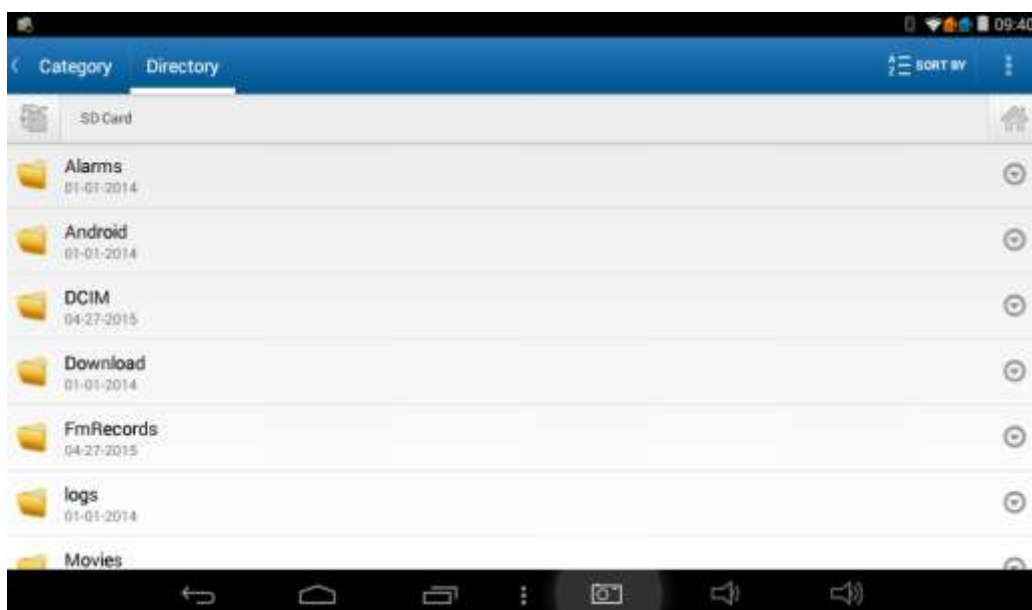 09:40
Category Directory SORT BY
SD Card
Alarms
01-01-2014
Android
01-01-2014
DCIM
04-27-2015
Download
01-01-2014
FmRecords
04-27-2015
logs
01-01-2014
Movies